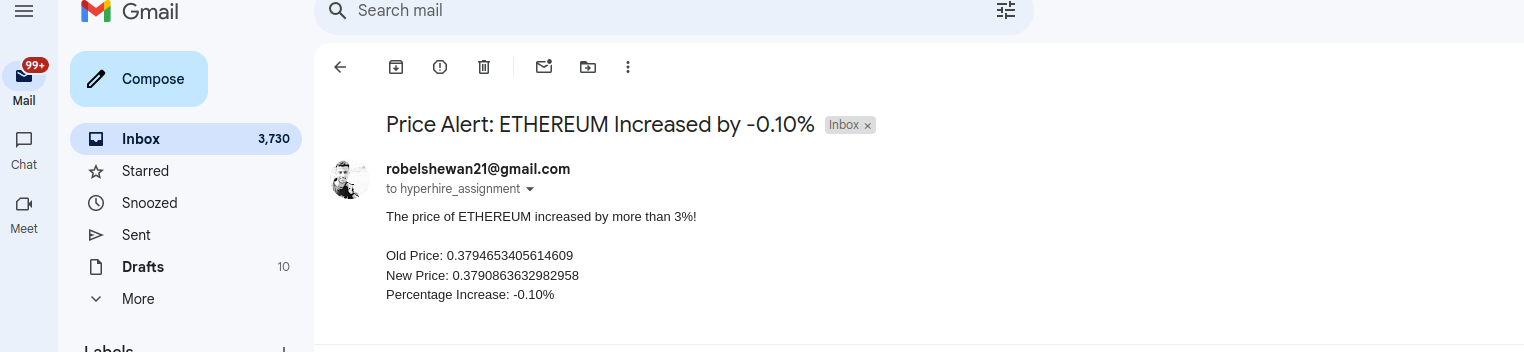 Gmail
Search mail
99+
Mail
Chat
Meet
Compose
Inbox 3,730
Starred
Snoozed
Sent
Drafts 10
More
Labels
Price Alert: ETHEREUM Increased by -0.10% Inbox ×
robelshewan21@gmail.com
to hyperhire_assignment
The price of ETHEREUM increased by more than 3%!
Old Price: 0.3794653405614609
New Price: 0.3790863632982958
Percentage Increase: -0.10%